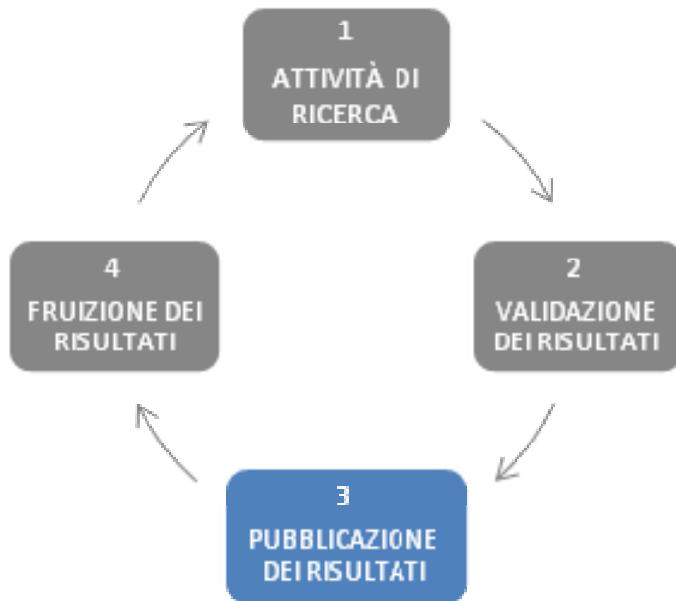 1
ATTIVITÀ DI
RICERCA
2
VALIDAZIONE
DEI RISULTATI
3
PUBBLICAZIONE
DEI RISULTATI
4
FRUIZIONE DEI
RISULTATI